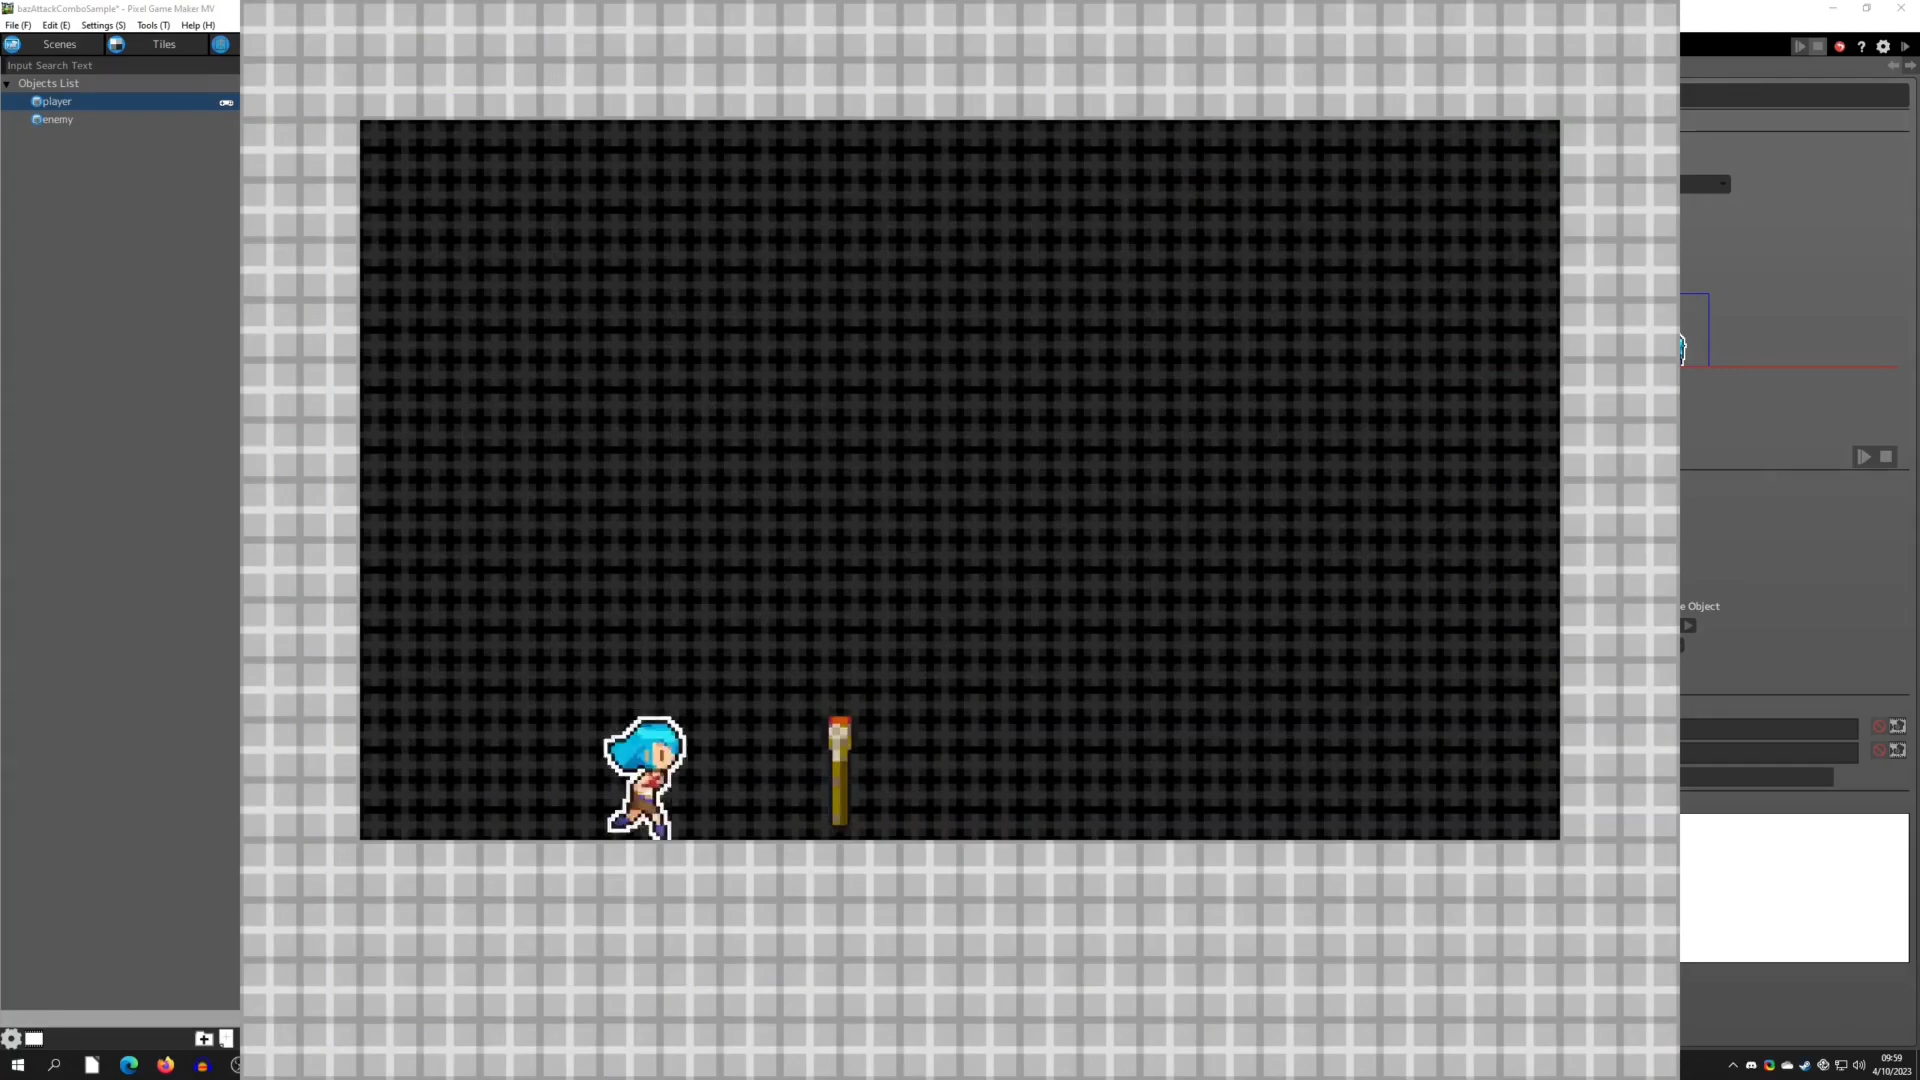 bazAttackComboSample* - Pixel Game Maker MV
File (F) Edit (E) Settings (S) Tools (T) Help (H)
Scenes Tiles
?
Input Search Text
Objects List
player
enemy
e Object
09:59
4/10/2023